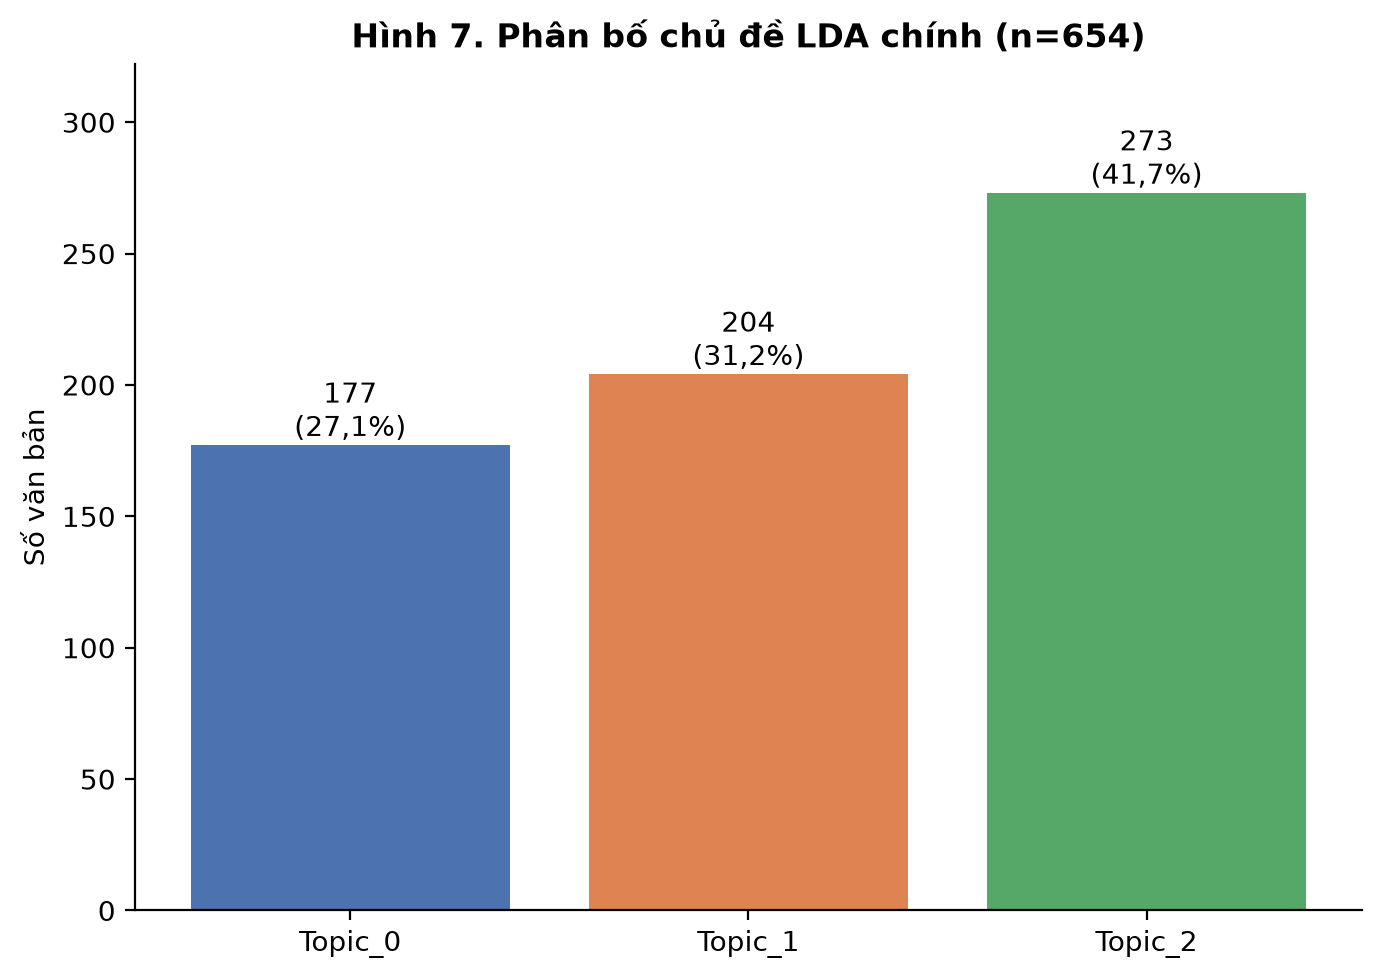 Hình 7. Phân bố chủ đề LDA chính (n=654)
Số văn bản
300
250
200
150
100
50
0
177
(27,1%)
204
(31,2%)
273
(41,7%)
Topic_0
Topic_1
Topic_2